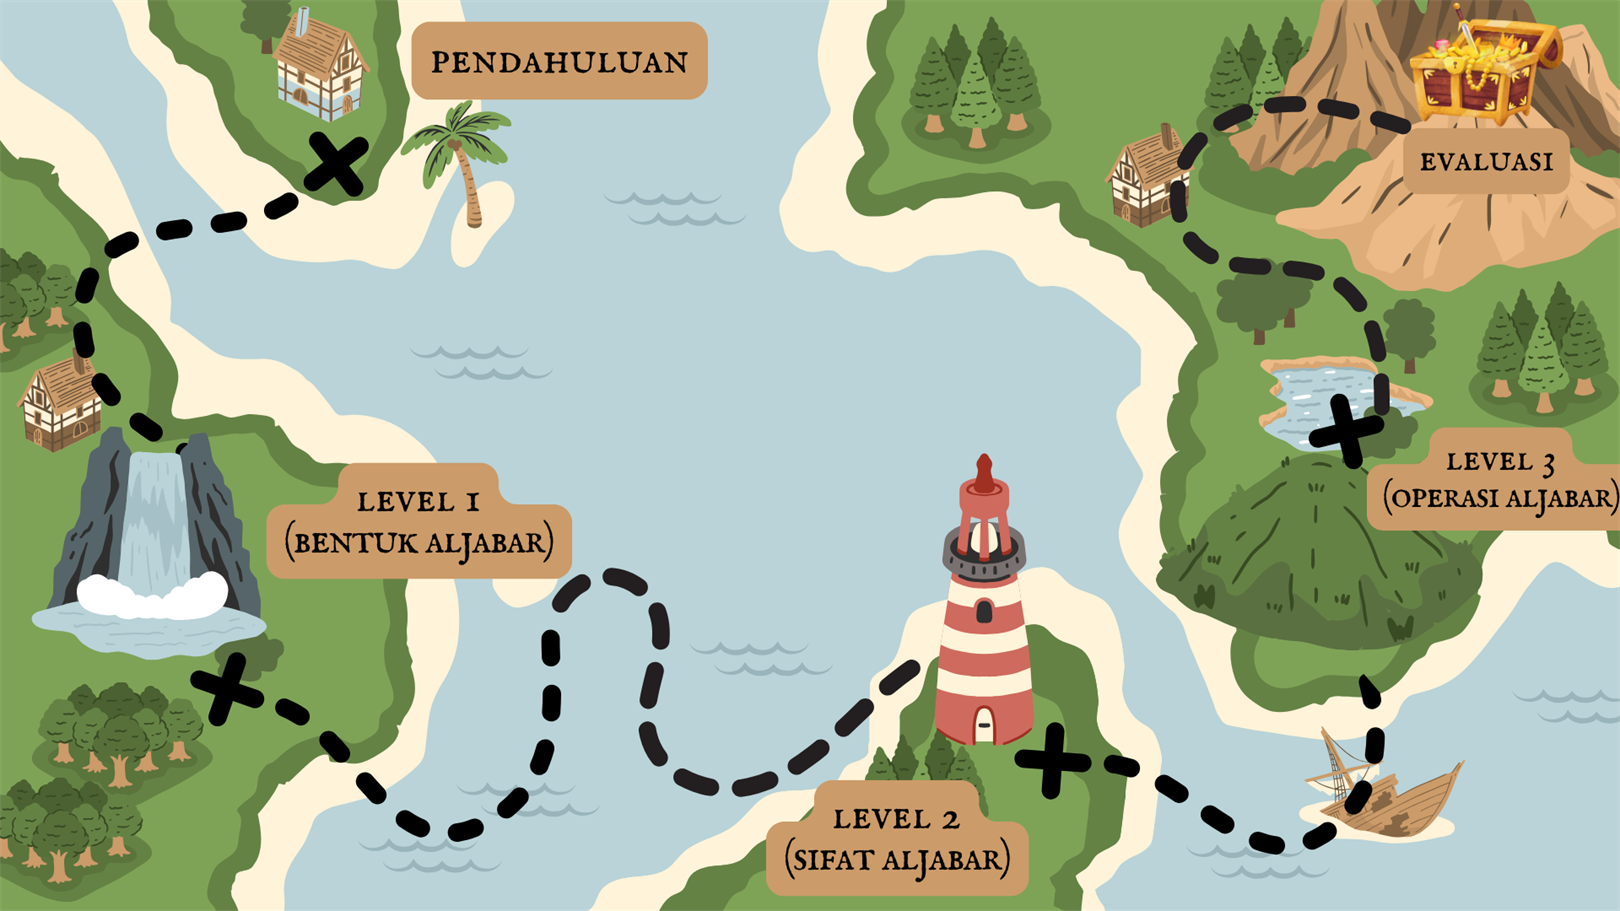 PENDAHULUAN
EVALUASI
LEVEL 1
(BENTUK ALJABAR)
LEVEL 3
(OPERASI ALJABAR)
LEVEL 2
(SIFAT ALJABAR)